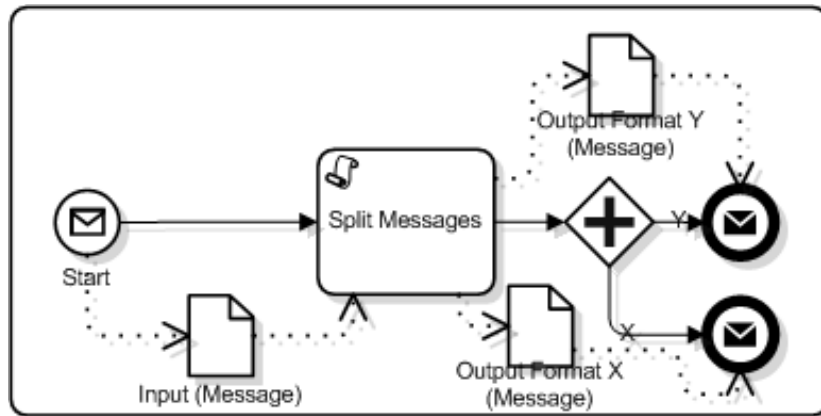 Output Format Y
(Message)
Split Messages
Y
Start
X
Input (Message)
Output Format X
(Message)